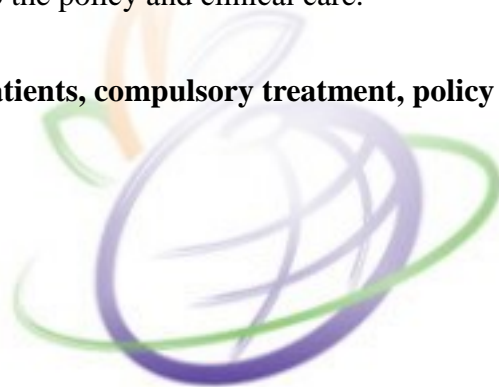 the policy and clinical care.
atients, compulsory treatment, policy